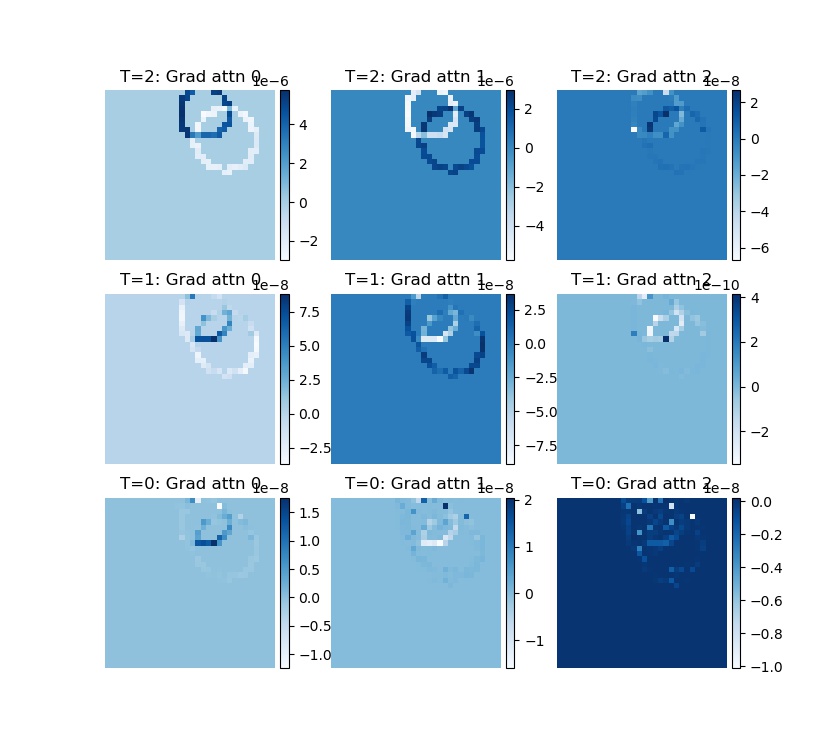 T=2: Grad attn 0
1e−6
4
2
0
−2
T=2: Grad attn 1
1e−6
2
0
−2
−4
T=2: Grad attn 2
1e−8
2
0
−2
−4
−6
T=1: Grad attn 0
1e−8
7.5
5.0
2.5
0.0
−2.5
T=1: Grad attn 1
1e−8
2.5
0.0
−2.5
−5.0
−7.5
T=1: Grad attn 2
1e−10
4
2
0
−2
T=0: Grad attn 0
1e−8
1.5
1.0
0.5
0.0
−0.5
−1.0
T=0: Grad attn 1
1e−8
2
1
0
−1
T=0: Grad attn 2
1e−8
0.0
−0.2
−0.4
−0.6
−0.8
−1.0